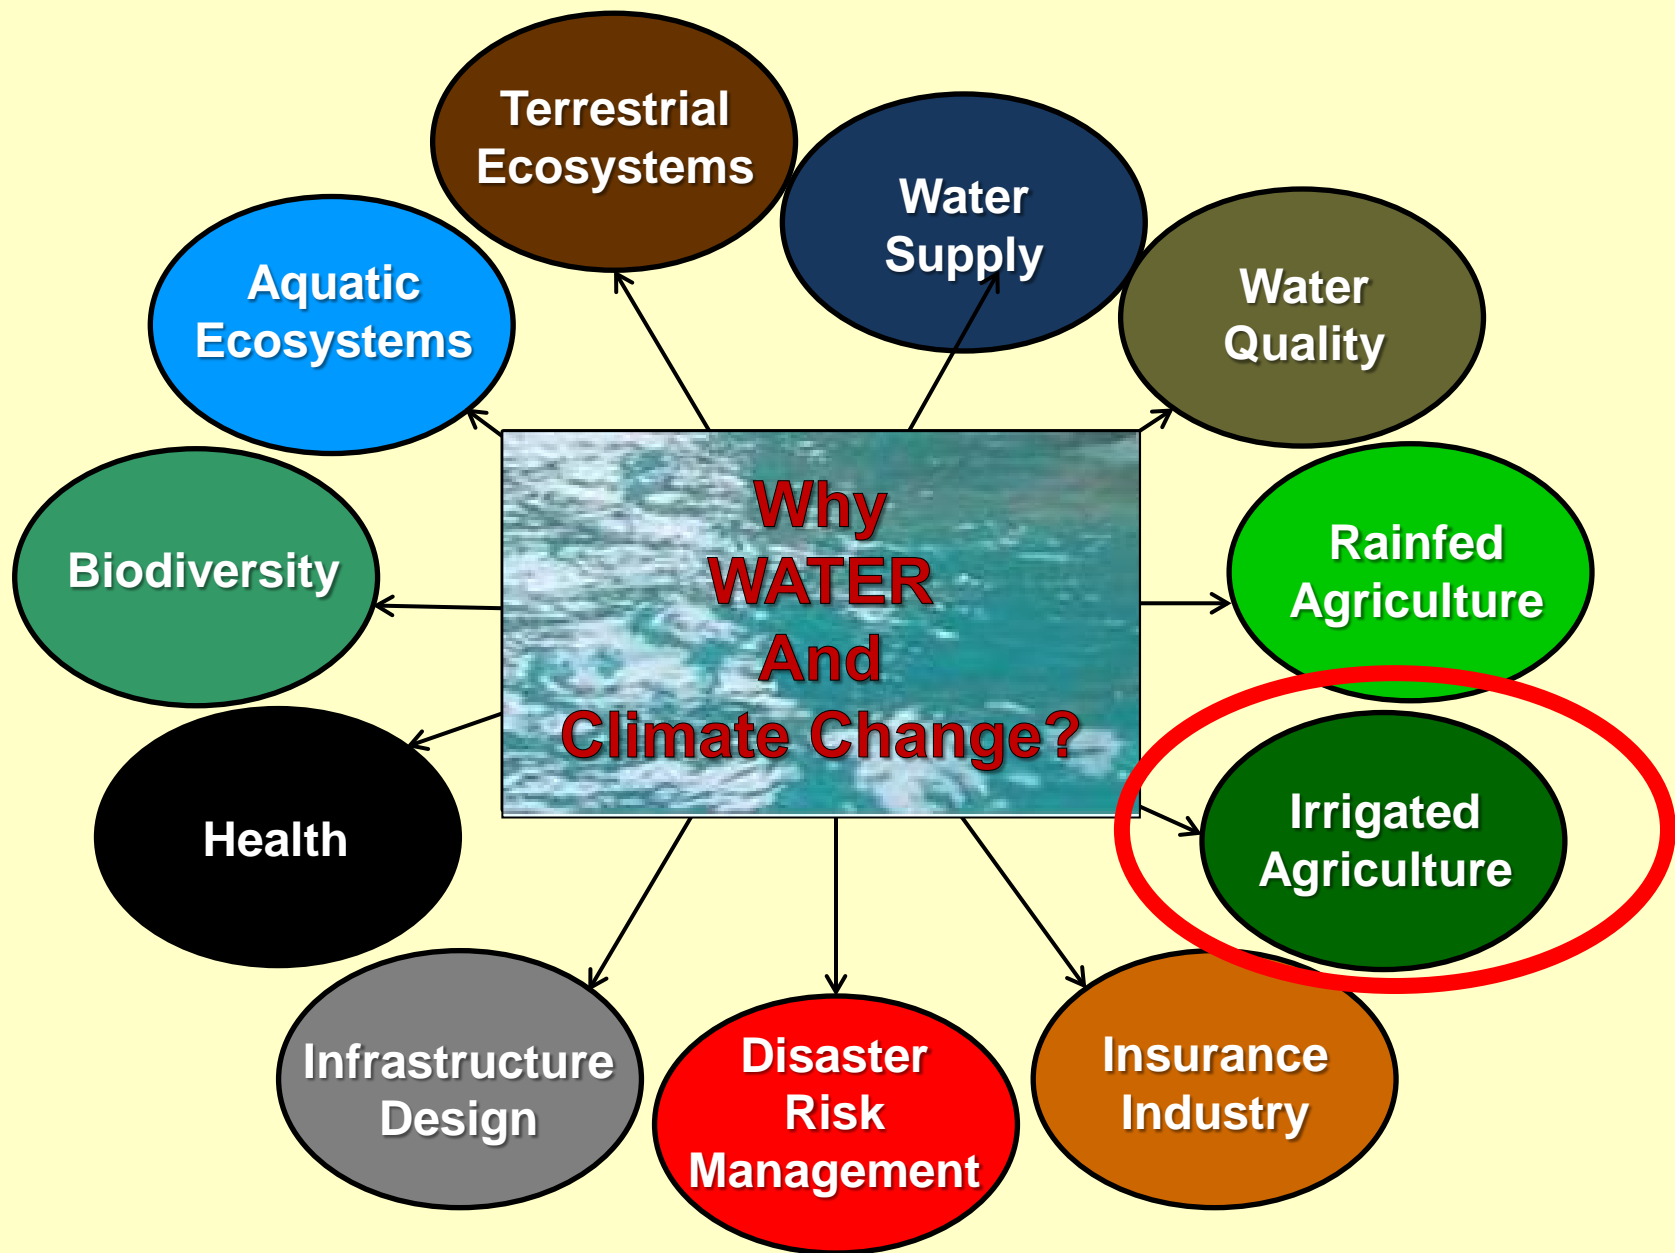 Terrestrial
Ecosystems
Water
Supply
Water
Quality
Aquatic
Ecosystems
Why
WATER
And
Climate Change?
Biodiversity
Rainfed
Agriculture
Health
Irrigated
Agriculture
Infrastructure
Design
Disaster
Risk
Management
Insurance
Industry